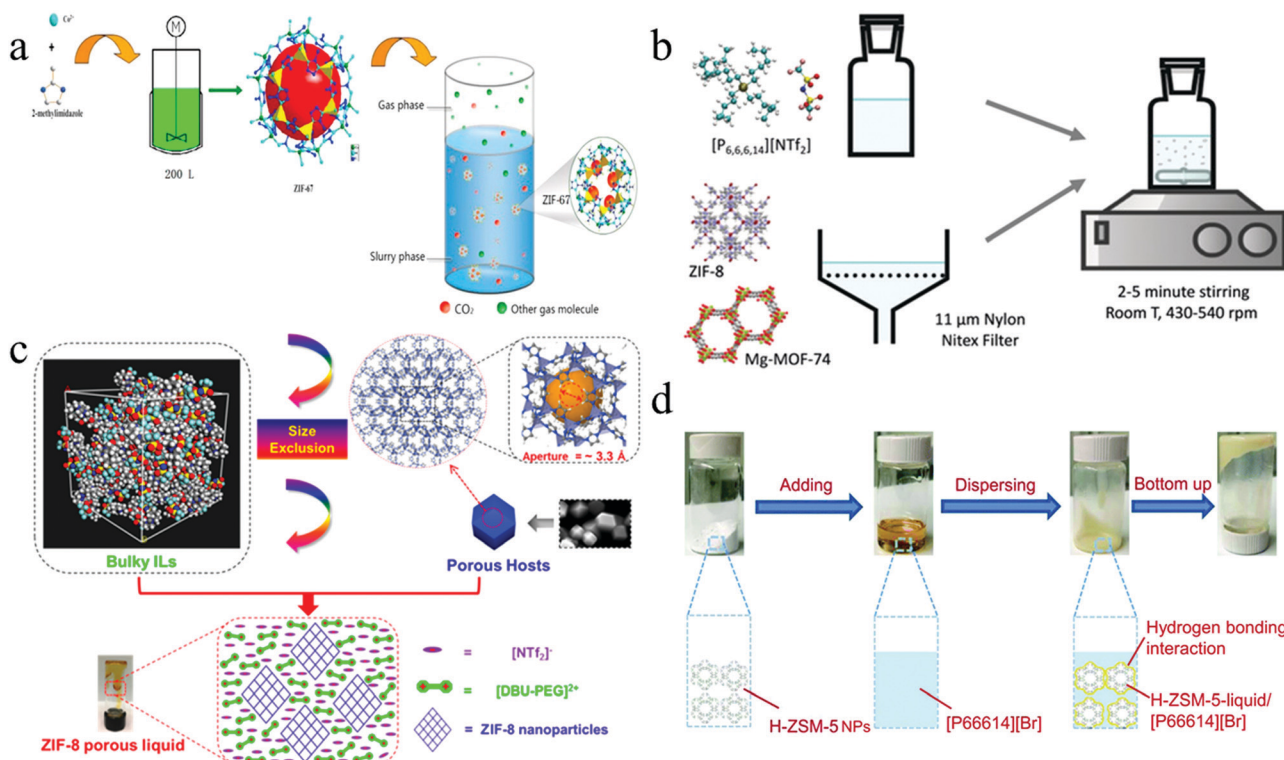 a
Co²⁺
+
2-methylimidazole
M
200 L
ZIF-47
Gas phase
ZIF-67
Slurry phase
CO₂
Other gas molecule
b
[P₆,₆,₆,₁₄][NTf₂]
ZIF-8
Mg-MOF-74
11 µm Nylon
Nitex Filter
2-5 minute stirring
Room T, 430-540 rpm
c
Bulky ILs
Size
Exclusion
Aperture = ~ 3.3 Å
Porous Hosts
ZIF-8 porous liquid
= [NTf₂]⁻
= [DBU-PEG]²⁺
= ZIF-8 nanoparticles
d
Adding
Dispersing
Bottom up
H-ZSM-5 NPs
[P66614][Br]
Hydrogen bonding
interaction
H-ZSM-5-liquid/
[P66614][Br]